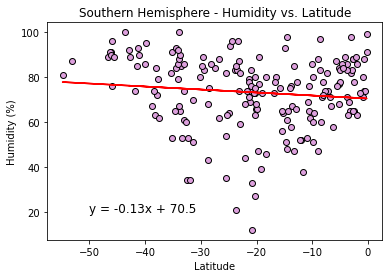 Southern Hemisphere - Humidity vs. Latitude
100
80
60
40
20
Humidity (%)
y = -0.13x + 70.5
−50
−40
−30
−20
−10
0
Latitude